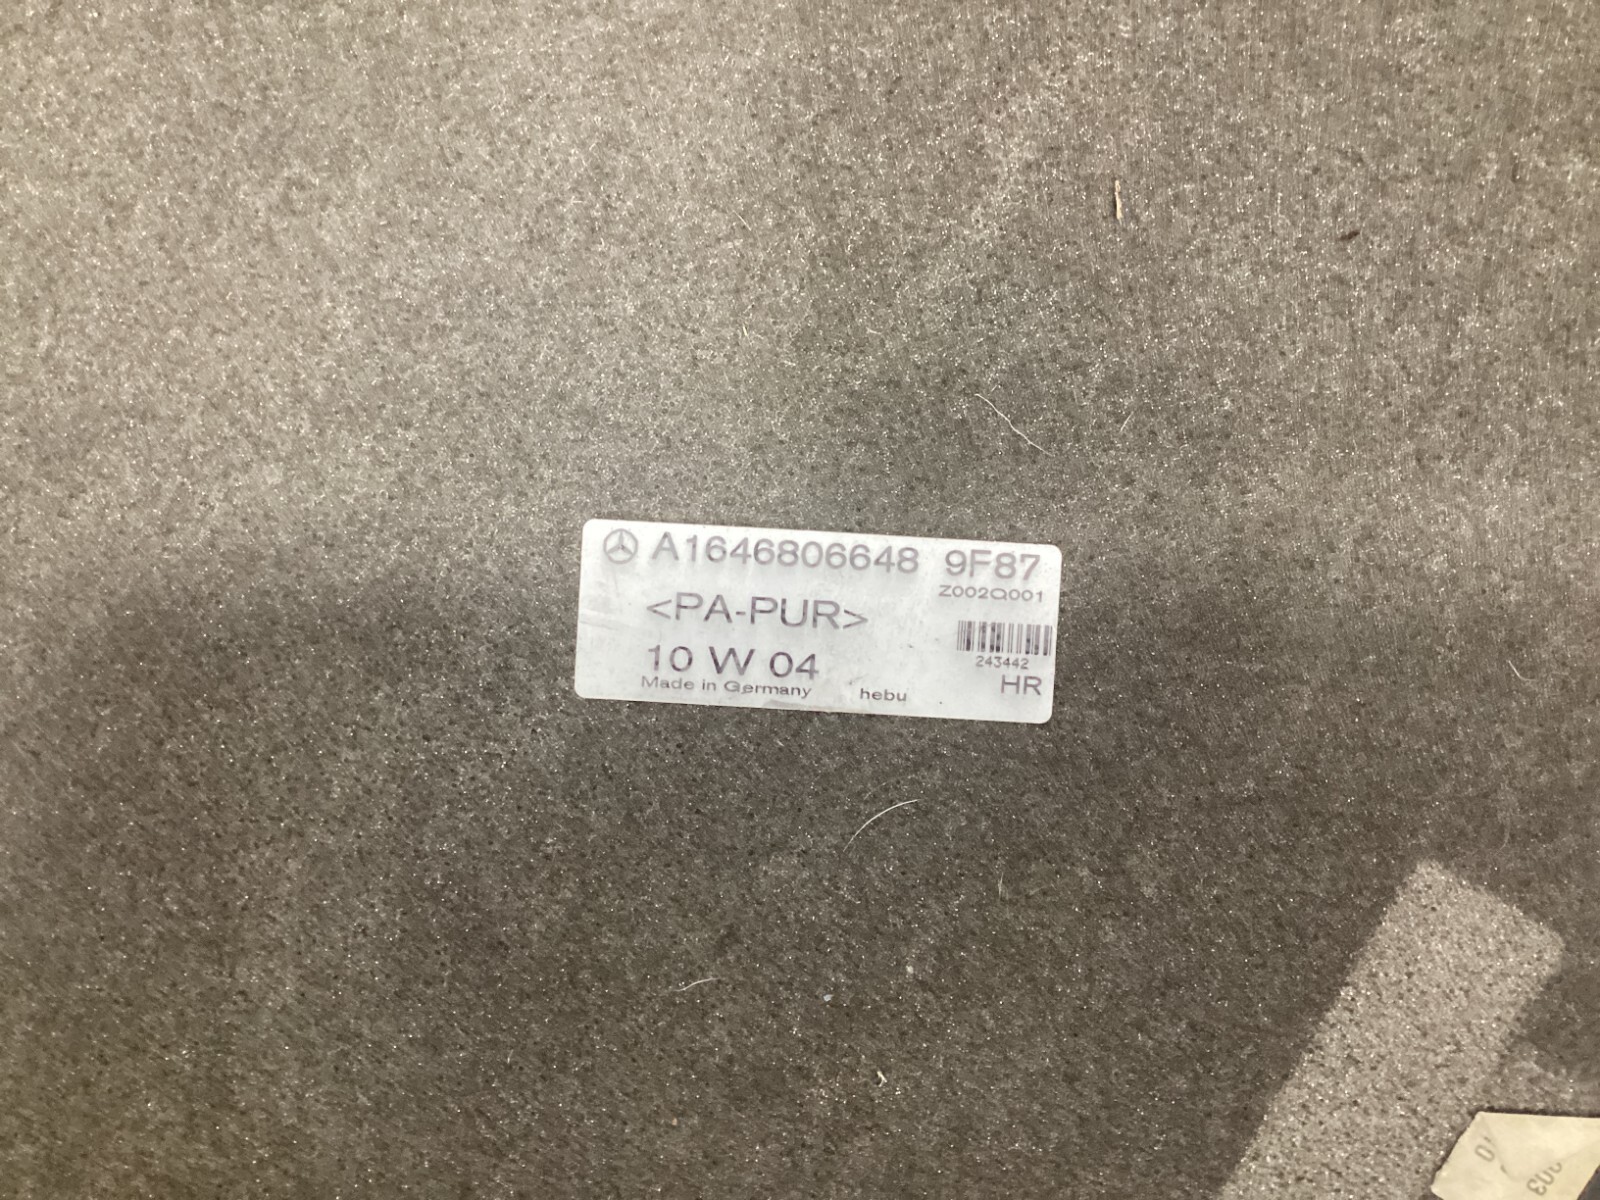 A1646806648 9F87
Z002Q001
<PA-PUR>
10 W 04
243442
Made in Germany hebu HR